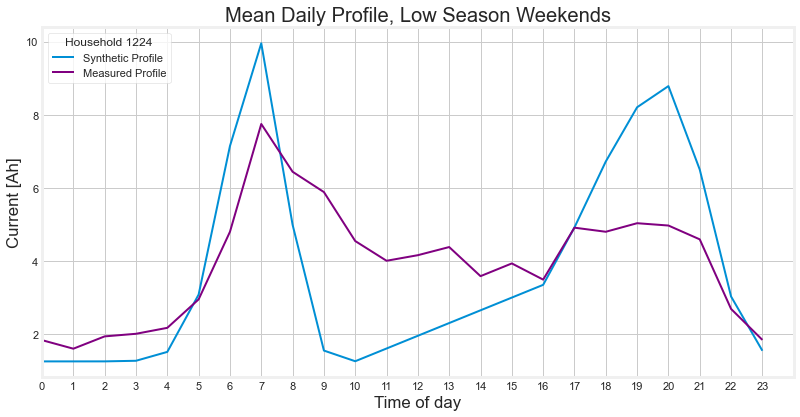 Mean Daily Profile, Low Season Weekends
Household 1224
Synthetic Profile
Measured Profile
Current [Ah]
10
8
6
4
2
0 1 2 3 4 5 6 7 8 9 10 11 12 13 14 15 16 17 18 19 20 21 22 23
Time of day